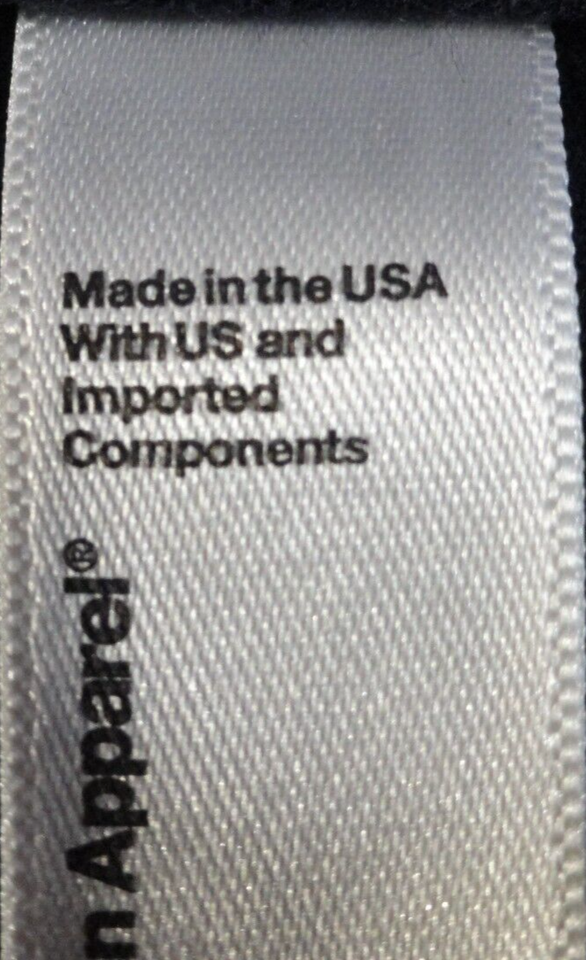 Made in the USA
With US and
Imported
Components
n Apparel®